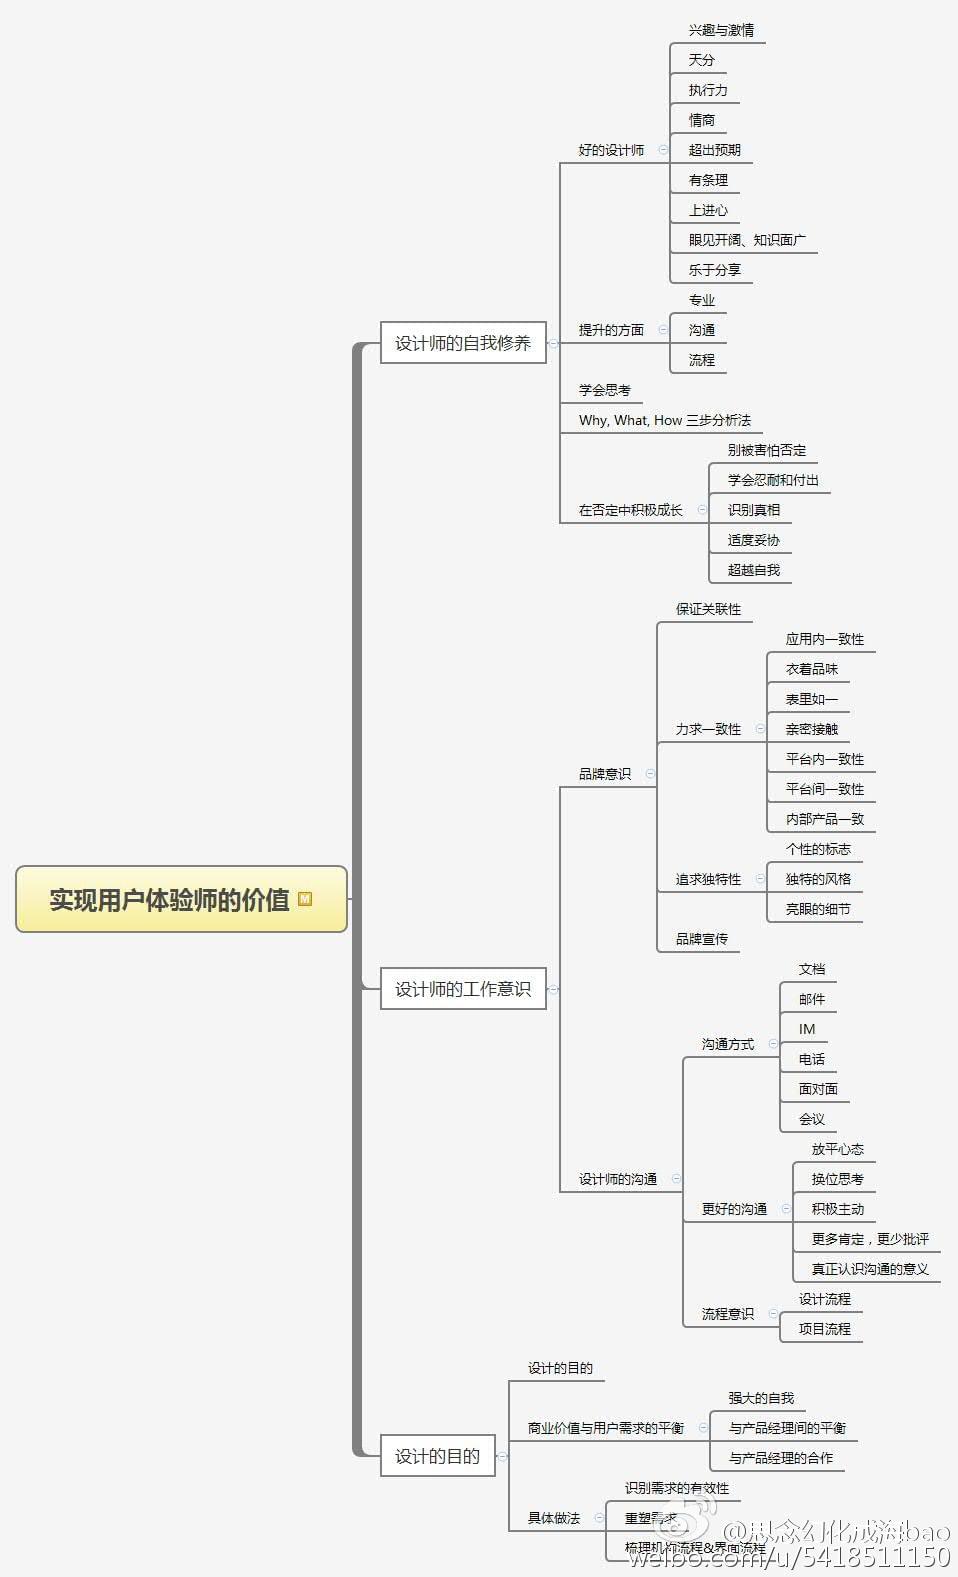 实现用户体验师的价值
M
设计师的自我修养
好的设计师
兴趣与激情
天分
执行力
情商
超出预期
有条理
上进心
眼见开阔、知识面广
乐于分享
提升的方面
专业
沟通
流程
学会思考
Why, What, How 三步分析法
在否定中积极成长
别被害怕否定
学会忍耐和付出
识别真相
适度妥协
超越自我
设计师的工作意识
品牌意识
保证关联性
力求一致性
应用内一致性
衣着品味
表里如一
亲密接触
平台内一致性
平台间一致性
内部产品一致
追求独特性
个性的标志
独特的风格
亮眼的细节
品牌宣传
设计师的沟通
沟通方式
文档
邮件
IM
电话
面对面
会议
更好的沟通
放平心态
换位思考
积极主动
更多肯定，更少批评
真正认识沟通的意义
流程意识
设计流程
项目流程
设计的目的
设计的目的
商业价值与用户需求的平衡
强大的自我
与产品经理间的平衡
与产品经理的合作
具体做法
识别需求的有效性
重塑需求
梳理机构流程&界面流程
@思念幻化成海bao
weibo.com/u/5418511150